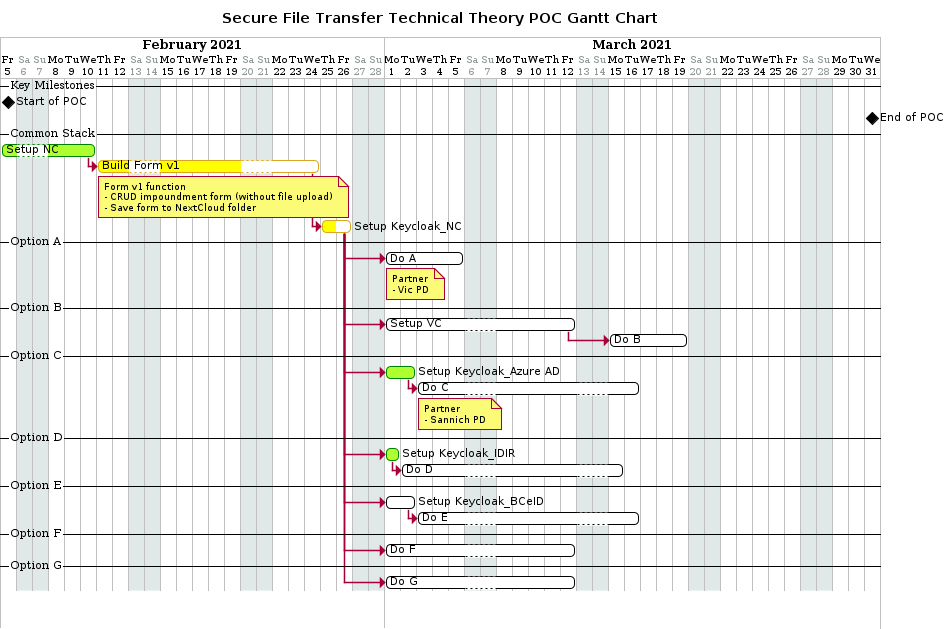 Secure File Transfer Technical Theory POC Gantt Chart
February 2021 March 2021
Fr Sa Su Mo Tu We Th Fr Sa Su Mo Tu We Th Fr Sa Su Mo Tu We Th Fr Sa Su Mo Tu We Th Fr Sa Su Mo Tu We Th Fr Sa Su Mo Tu We Th Fr Sa Su Mo Tu We Th Fr Sa Su Mo Tu We
5 6 7 8 9 10 11 12 13 14 15 16 17 18 19 20 21 22 23 24 25 26 27 28 1 2 3 4 5 6 7 8 9 10 11 12 13 14 15 16 17 18 19 20 21 22 23 24 25 26 27 28 29 30 31
Key Milestones
Start of POC
End of POC
Common Stack
Setup NC
Build Form v1
Form v1 function
- CRUD impoundment form (without file upload)
- Save form to NextCloud folder
Setup Keycloak_NC
Option A
Do A
Partner
- Vic PD
Option B
Setup VC
Do B
Option C
Setup Keycloak_Azure AD
Do C
Partner
- Sannich PD
Option D
Setup Keycloak_IDIR
Do D
Option E
Setup Keycloak_BCeID
Do E
Option F
Do F
Option G
Do G